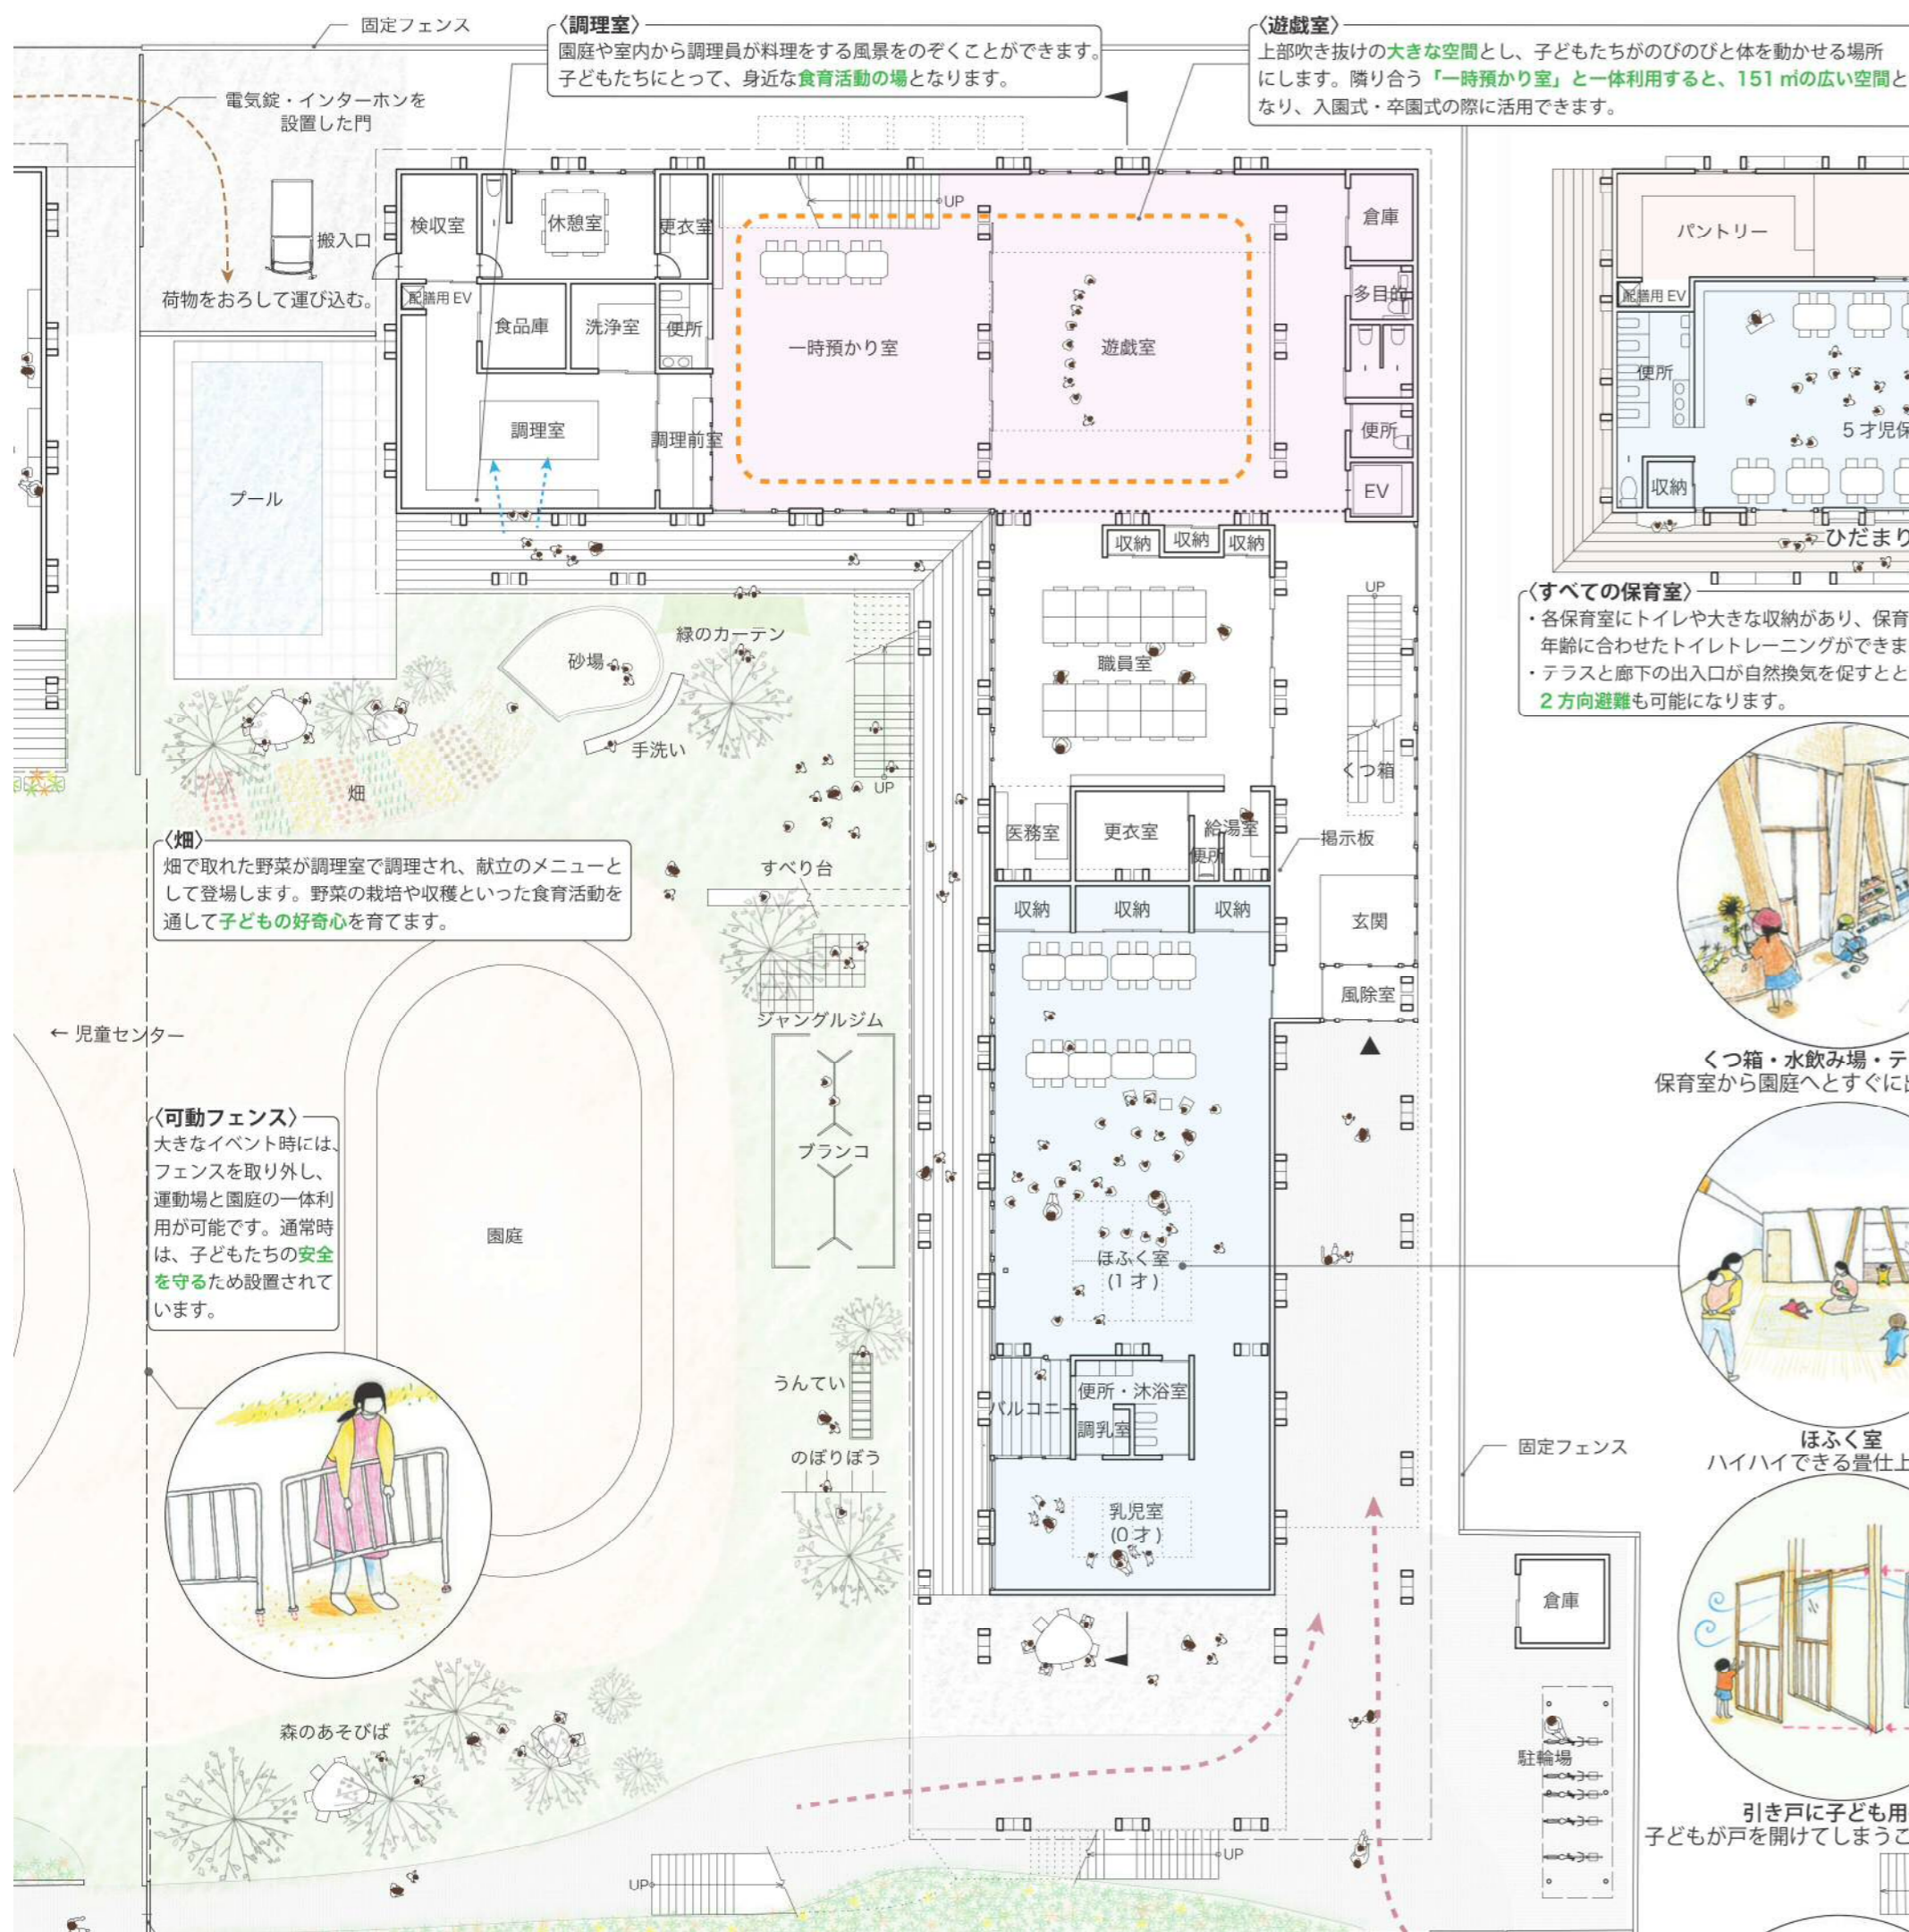 固定フェンス
〈調理室〉
園庭や室内から調理員が料理をする風景をのぞくことができます。
子どもたちにとって、身近な食育活動の場となります。
〈遊戯室〉
上部吹き抜けの大きな空間とし、子どもたちがのびのびと体を動かせる場所
にします。隣り合う「一時預かり室」と一体利用すると、151 ㎡の広い空間と
なり、入園式・卒園式の際に活用できます。
電気錠・インターホンを
設置した門
搬入口
荷物をおろして運び込む。
検収室
休憩室
更衣室
UP
倉庫
配膳用 EV
食品庫
洗浄室
便所
多目的
一時預かり室
遊戯室
調理室
調理前室
便所
EV
プール
パントリー
配膳用 EV
便所
5 才児保
収納
ひだまり
収納
収納
収納
UP
職員室
くつ箱
緑のカーテン
砂場
手洗い
UP
畑
〈すべての保育室〉
・各保育室にトイレや大きな収納があり、保育
年齢に合わせたトイレトレーニングができま
・テラスと廊下の出入口が自然換気を促すとと
2 方向避難も可能になります。
医務室
更衣室
給湯室
便所
掲示板
〈畑〉
畑で取れた野菜が調理室で調理され、献立のメニューと
して登場します。野菜の栽培や収穫といった食育活動を
通して子どもの好奇心を育てます。
すべり台
収納
収納
収納
玄関
風除室
ジャングルジム
← 児童センター
くつ箱・水飲み場・テ
保育室から園庭へとすぐに出
〈可動フェンス〉
大きなイベント時には、
フェンスを取り外し、
運動場と園庭の一体利
用が可能です。通常時
は、子どもたちの安全
を守るため設置されて
います。
ブランコ
園庭
ほふく室
(1 才)
うんてい
バルコニー
便所・沐浴室
調乳室
のぼりぼう
固定フェンス
ほふく室
ハイハイできる畳仕上
乳児室
(0 才)
倉庫
森のあそびば
駐輪場
引き戸に子ども用
子どもが戸を開けてしまうこ
UP
UP